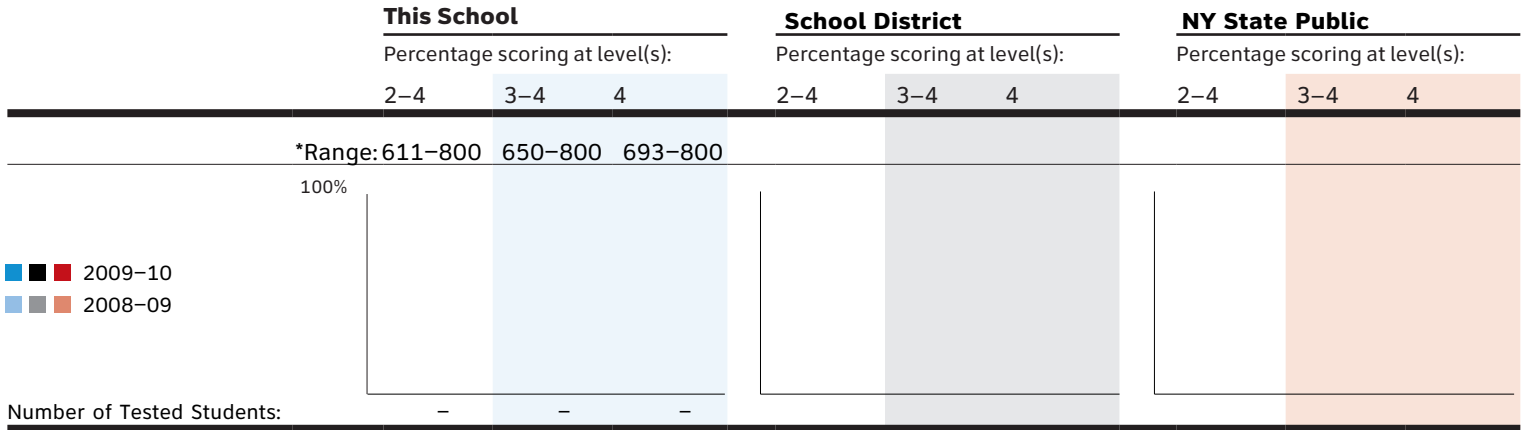 This School School District NY State Public
Percentage scoring at level(s): Percentage scoring at level(s): Percentage scoring at level(s):
2–4 3–4 4 2–4 3–4 4 2–4 3–4 4
*Range: 611–800 650–800 693–800
100%
2009–10
2008–09
Number of Tested Students: – – –